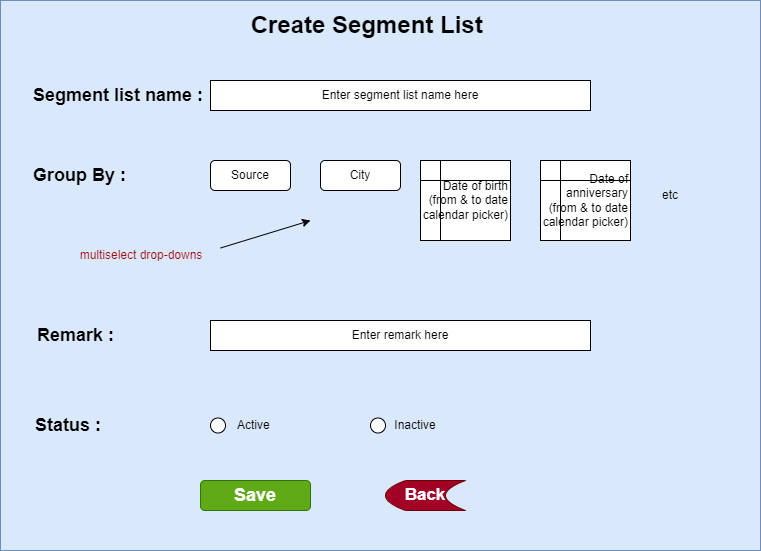 Create Segment List
Segment list name :
Enter segment list name here
Group By :
Source
City
Date of birth
(from & to date
calendar picker)
Date of
anniversary
(from & to date
calendar picker)
etc
multiselect drop-downs
Remark :
Enter remark here
Status :
Active
Inactive
Save
Back